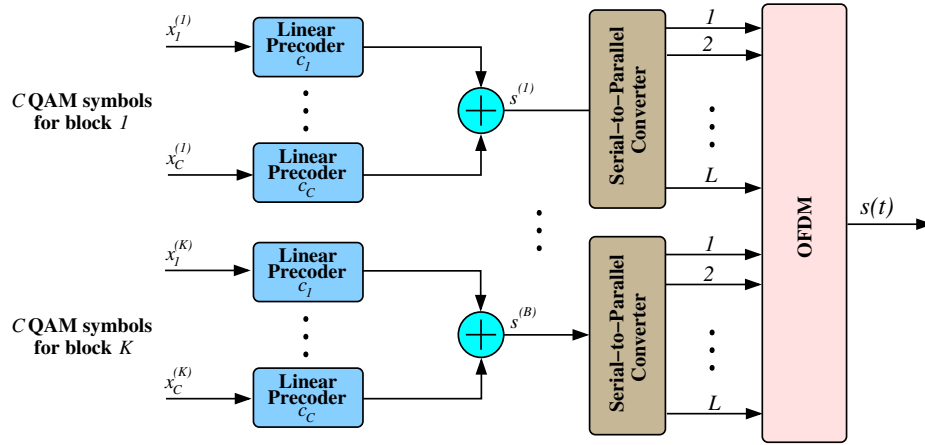 x_1^(1)
Linear
Precoder
c_1
C QAM symbols
for block 1
s^(1)
x_C^(1)
Linear
Precoder
c_C
Serial-to-Parallel
Converter
1
2
L
x_1^(K)
Linear
Precoder
c_1
C QAM symbols
for block K
s^(B)
x_C^(K)
Linear
Precoder
c_C
Serial-to-Parallel
Converter
1
2
L
OFDM
s(t)